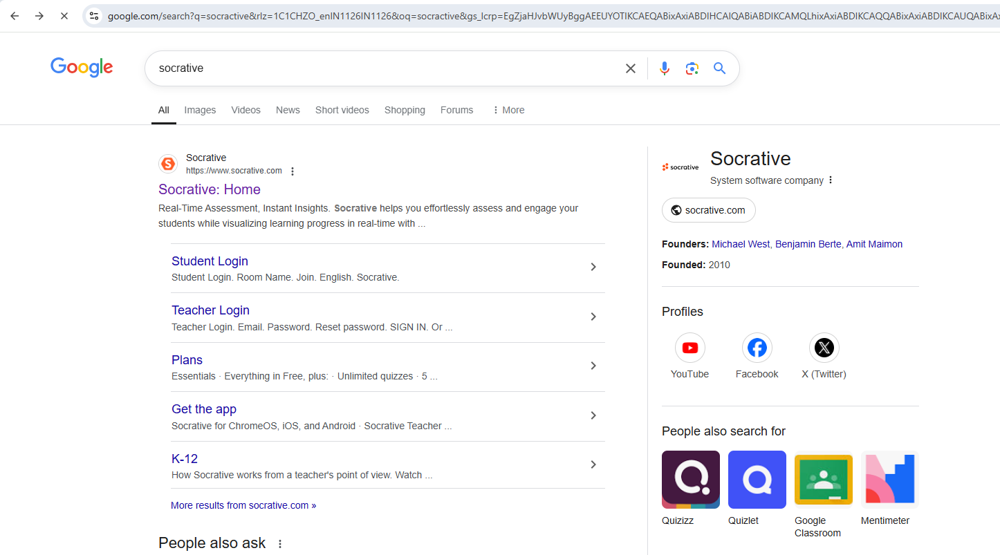 google.com/search?q=socractive&rlz=1C1CHZO_enIN1126IN1126&oq=socractive&gs_lcrp=EgZjaHJvbWUyBggAEEUYOTIKCAEQABixAxiABDIHCAIQABiABDIKCAMQLhixAxiABDIKCAQQABixAxiABDIKCAUQABixAx
Google
socrative
All Images Videos News Short videos Shopping Forums More
Socrative
https://www.socrative.com
Socrative: Home
Real-Time Assessment, Instant Insights. Socrative helps you effortlessly assess and engage your
students while visualizing learning progress in real-time with ...
Student Login
Student Login. Room Name. Join. English. Socrative.
Teacher Login
Teacher Login. Email. Password. Reset password. SIGN IN. Or ...
Plans
Essentials · Everything in Free, plus: · Unlimited quizzes · 5 ...
Get the app
Socrative for ChromeOS, iOS, and Android · Socrative Teacher ...
K-12
How Socrative works from a teacher's point of view. Watch ...
More results from socrative.com »
People also ask
socrative
Socrative
System software company
socrative.com
Founders: Michael West, Benjamin Berte, Amit Maimon
Founded: 2010
Profiles
YouTube Facebook X (Twitter)
People also search for
Quizizz Quizlet Google Mentimeter
Classroom